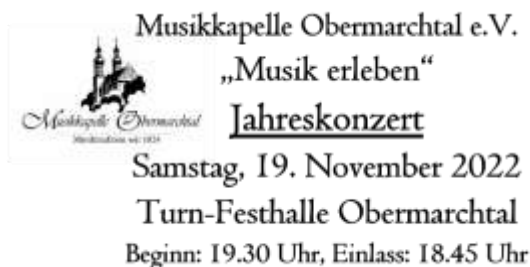 Musikkapelle Obermarchtal e.V.
„Musik erleben“
Musikkapelle Obermarchtal
Jahreskonzert
Samstag, 19. November 2022
Turn-Festhalle Obermarchtal
Beginn: 19.30 Uhr, Einlass: 18.45 Uhr